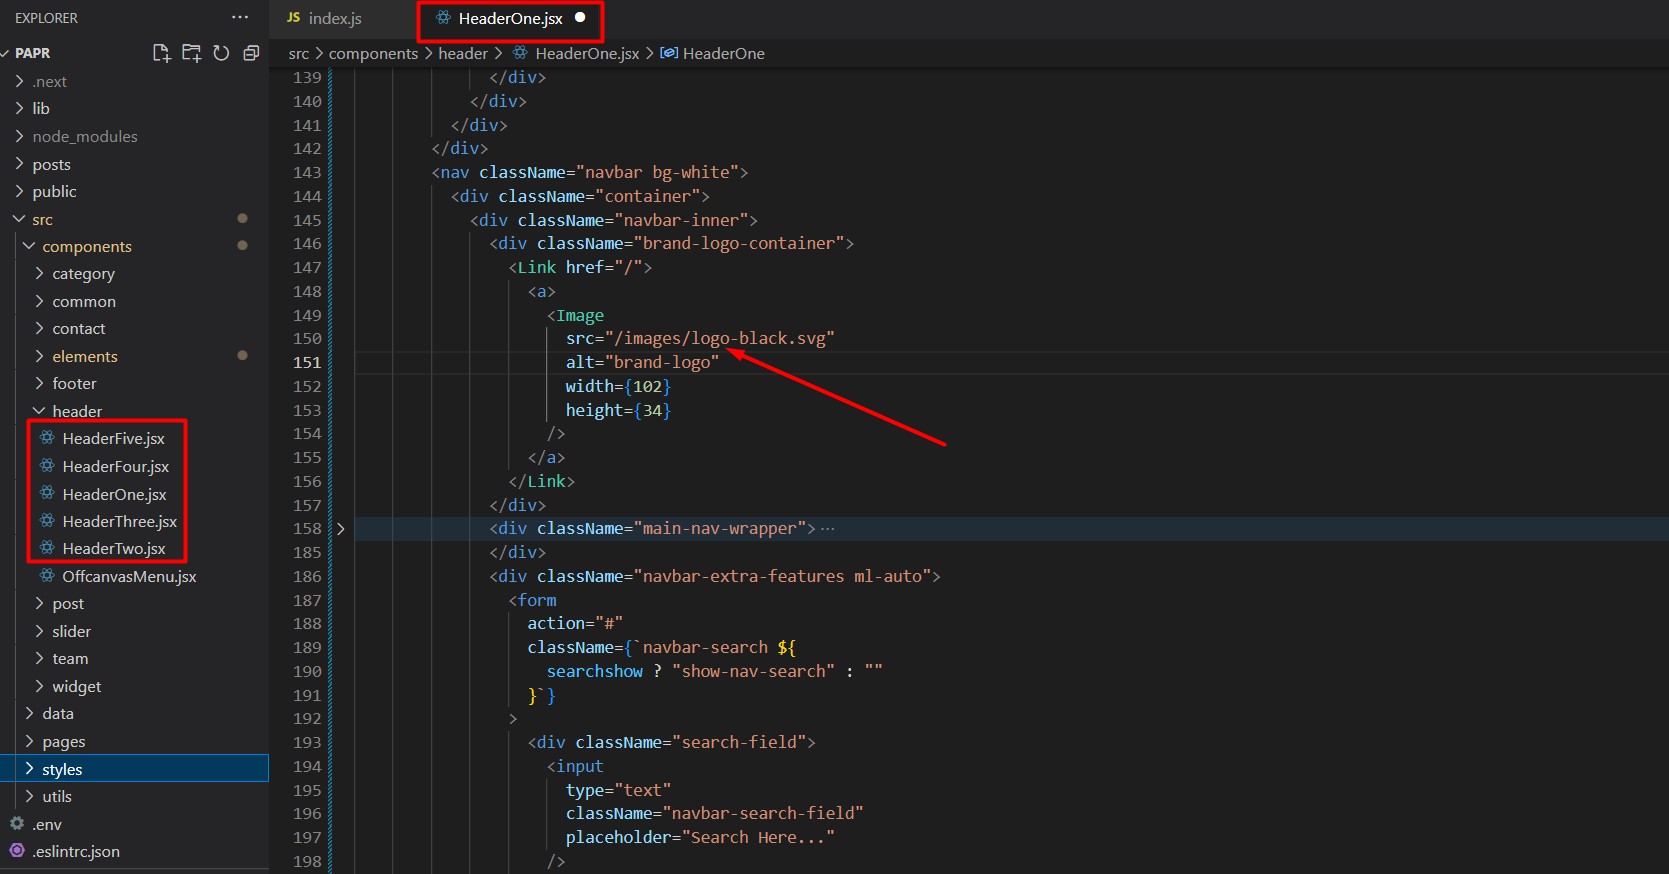 EXPLORER
PAPR
.next
lib
node_modules
posts
public
src
components
category
common
contact
elements
footer
header
HeaderFive.jsx
HeaderFour.jsx
HeaderOne.jsx
HeaderThree.jsx
HeaderTwo.jsx
OffcanvasMenu.jsx
post
slider
team
widget
data
pages
styles
utils
.env
.eslintrc.json
JS index.js
HeaderOne.jsx
src > components > header > HeaderOne.jsx > HeaderOne
139 </div>
140 </div>
141 </div>
142 </div>
143 <nav className="navbar bg-white">
144 <div className="container">
145 <div className="navbar-inner">
146 <div className="brand-logo-container">
147 <Link href="/">
148 <a>
149 <Image
150 src="/images/logo-black.svg"
151 alt="brand-logo"
152 width={102}
153 height={34}
154 />
155 </a>
156 </Link>
157 </div>
158 <div className="main-nav-wrapper">···
185 </div>
186 <div className="navbar-extra-features ml-auto">
187 <form
188 action="#"
189 className={`navbar-search ${
190 searchshow ? "show-nav-search" : ""
191 }`}
192 >
193 <div className="search-field">
194 <input
195 type="text"
196 className="navbar-search-field"
197 placeholder="Search Here..."
198 />